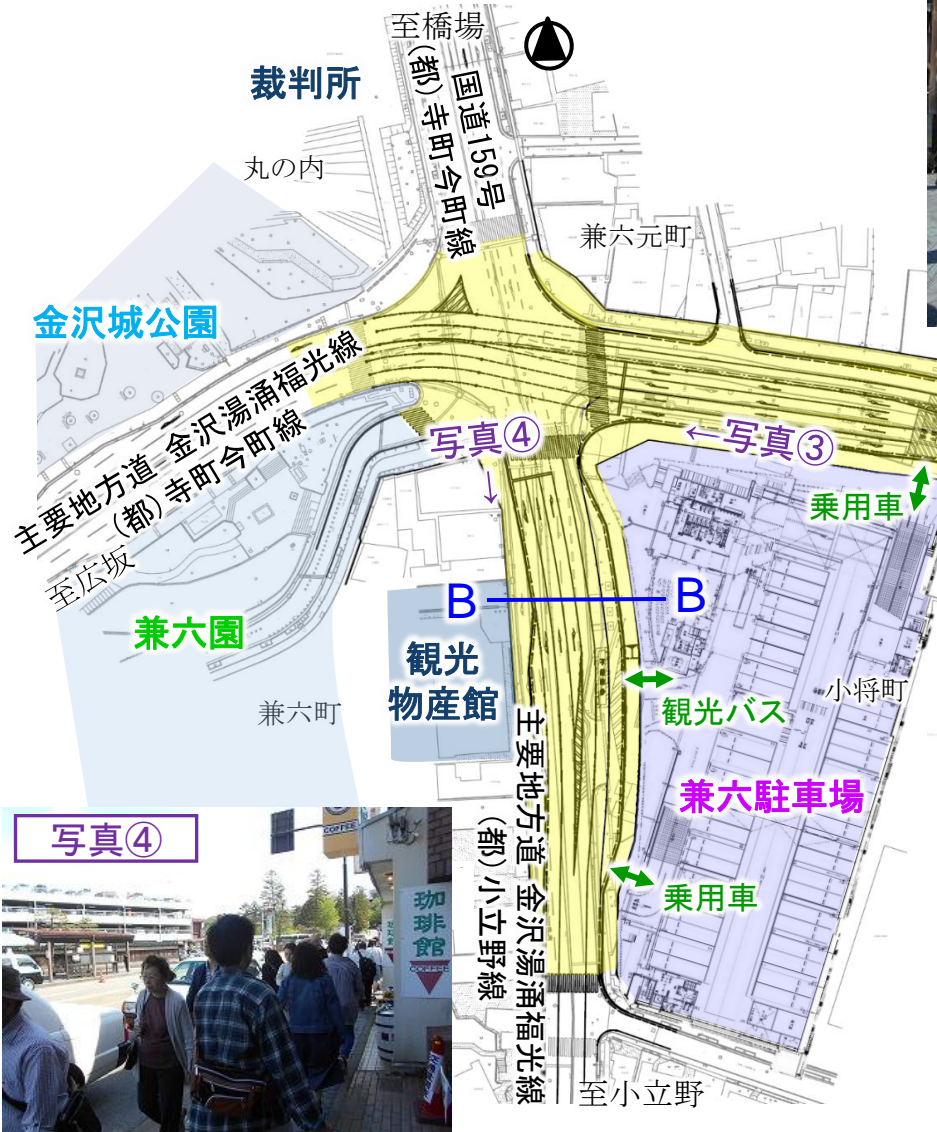 至橋場
裁判所
国道159号
(都)寺町今町線
丸の内
兼六元町
金沢城公園
主要地方道 金沢湯涌福光線
(都)寺町今町線
写真④
↓
←写真③
乗用車
至広坂
兼六園
B
B
観光
物産館
兼六町
小将町
観光バス
主要地方道 金沢湯涌福光線
(都)小立野線
兼六駐車場
乗用車
至小立野
写真④
COFFEE
珈琲館
COFFEE